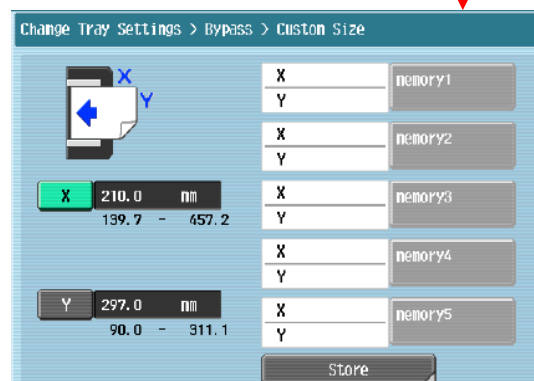 Change Tray Settings > Bypass > Custom Size
X
Y
X 210.0 mm
139.7 - 457.2
Y 297.0 mm
90.0 - 311.1
X
Y
memory1
X
Y
memory2
X
Y
memory3
X
Y
memory4
X
Y
memory5
Store